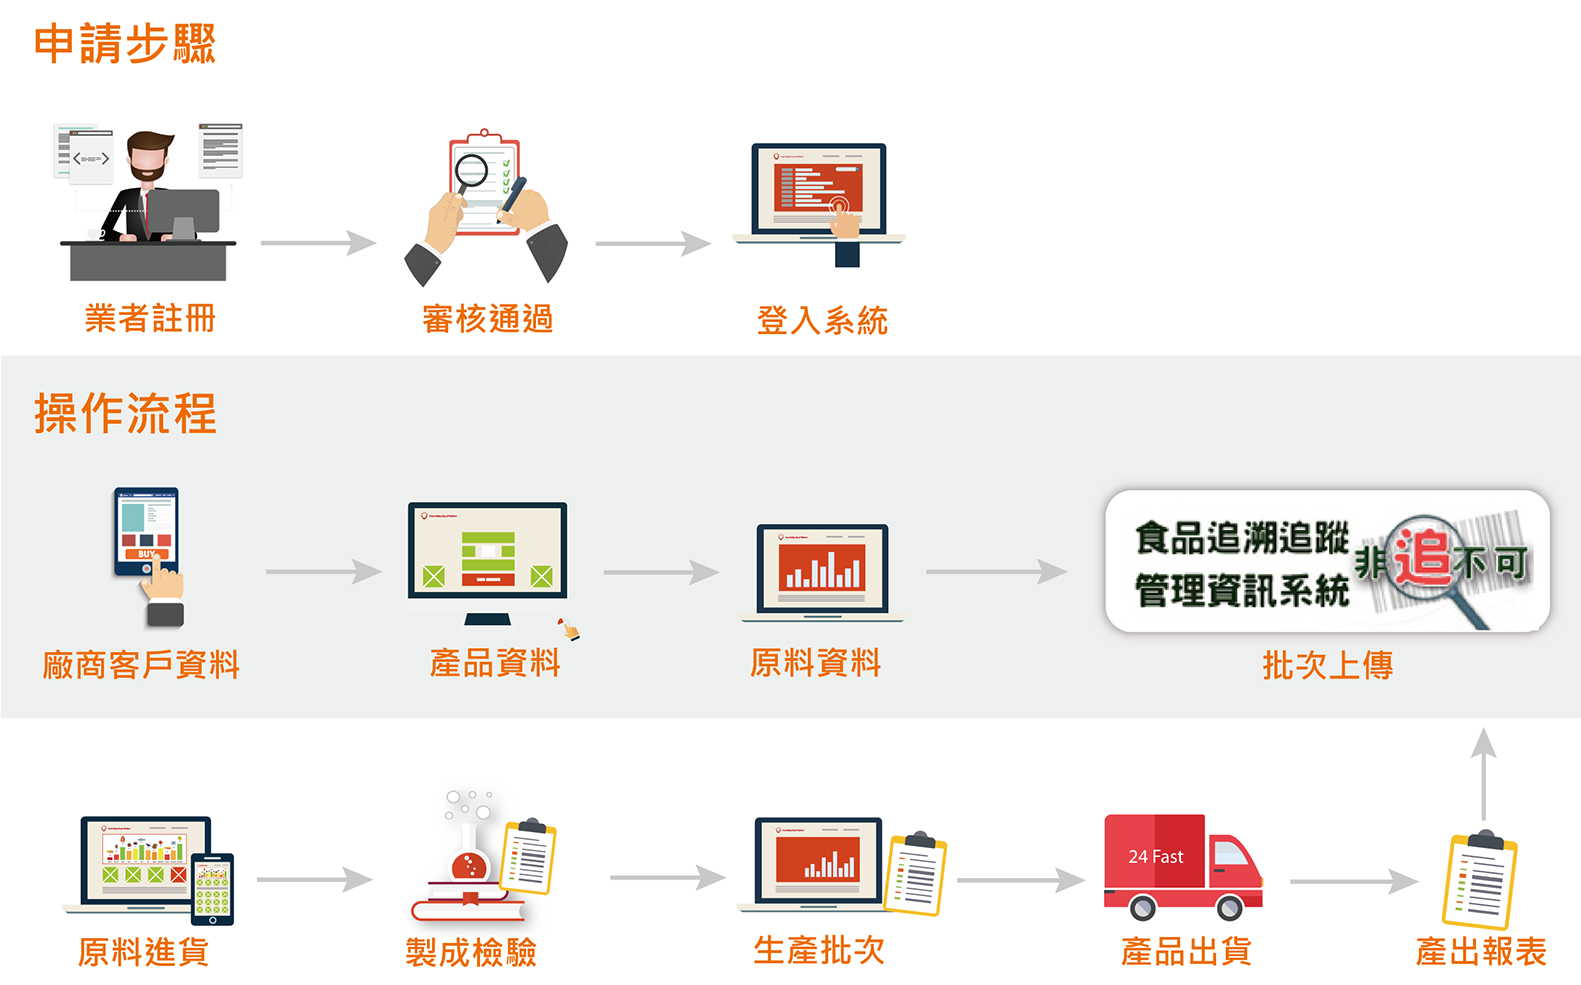 申請步驟
業者註冊
審核通過
登入系統
操作流程
BUY
廠商客戶資料
產品資料
原料資料
食品追溯追蹤
管理資訊系統
非追不可
批次上傳
24 Fast
原料進貨
製成檢驗
生產批次
產品出貨
產出報表